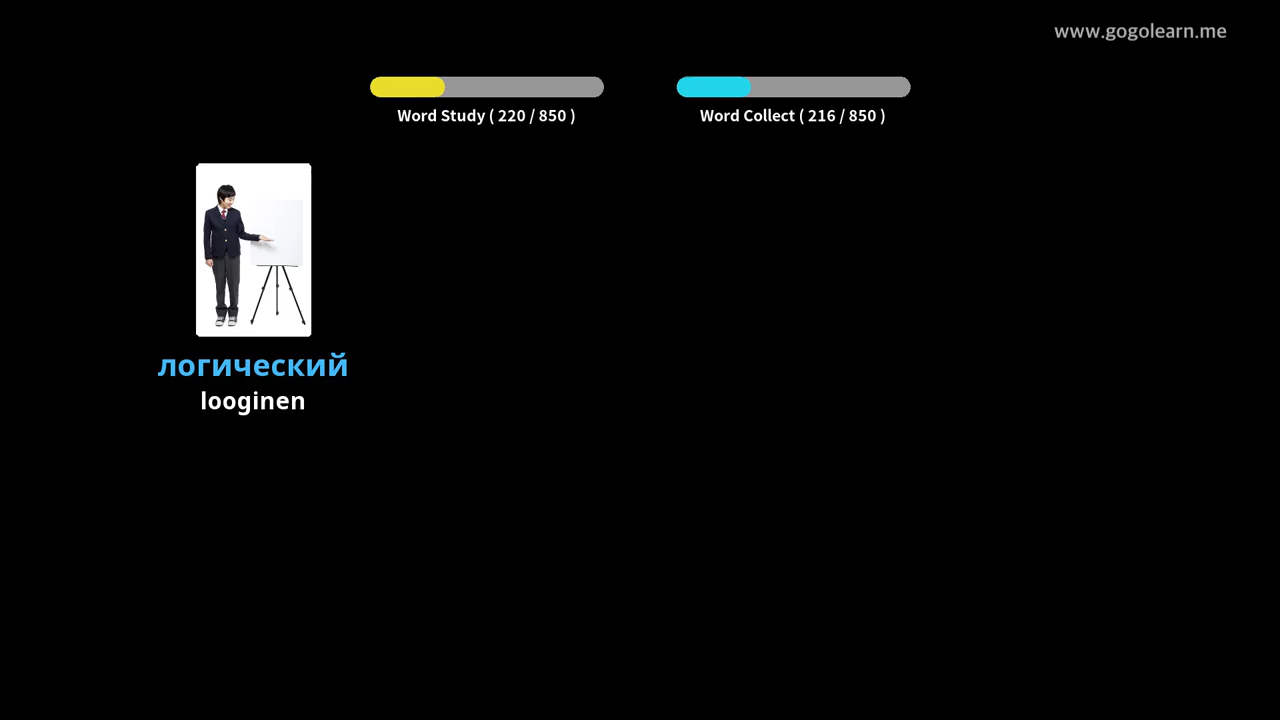 www.gogolearn.me
Word Study ( 220 / 850 )
Word Collect ( 216 / 850 )
логический
looginen